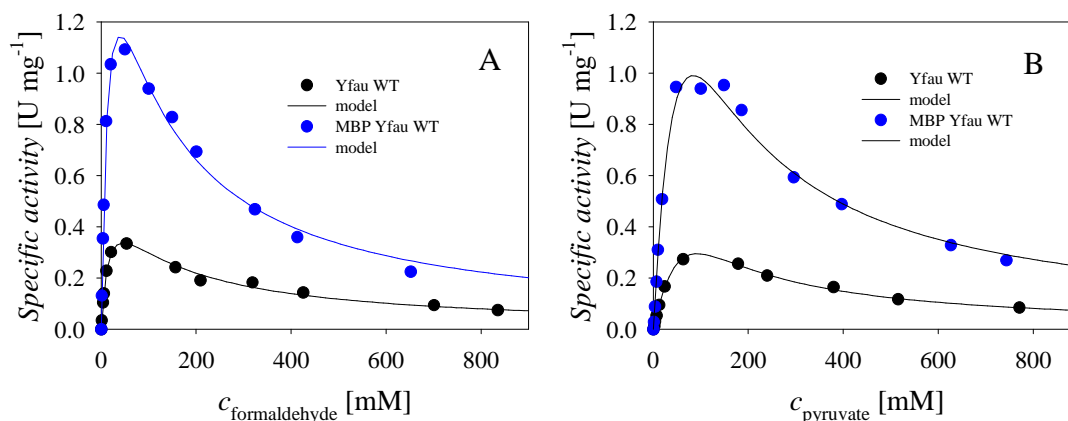 A
1.2
1.0
0.8
0.6
0.4
0.2
0.0
Specific activity [U mg-1]
Yfau WT
model
MBP Yfau WT
model
0 200 400 600 800
cformaldehyde [mM]
B
1.2
1.0
0.8
0.6
0.4
0.2
0.0
Specific activity [U mg-1]
Yfau WT
model
MBP Yfau WT
model
0 200 400 600 800
cpyruvate [mM]